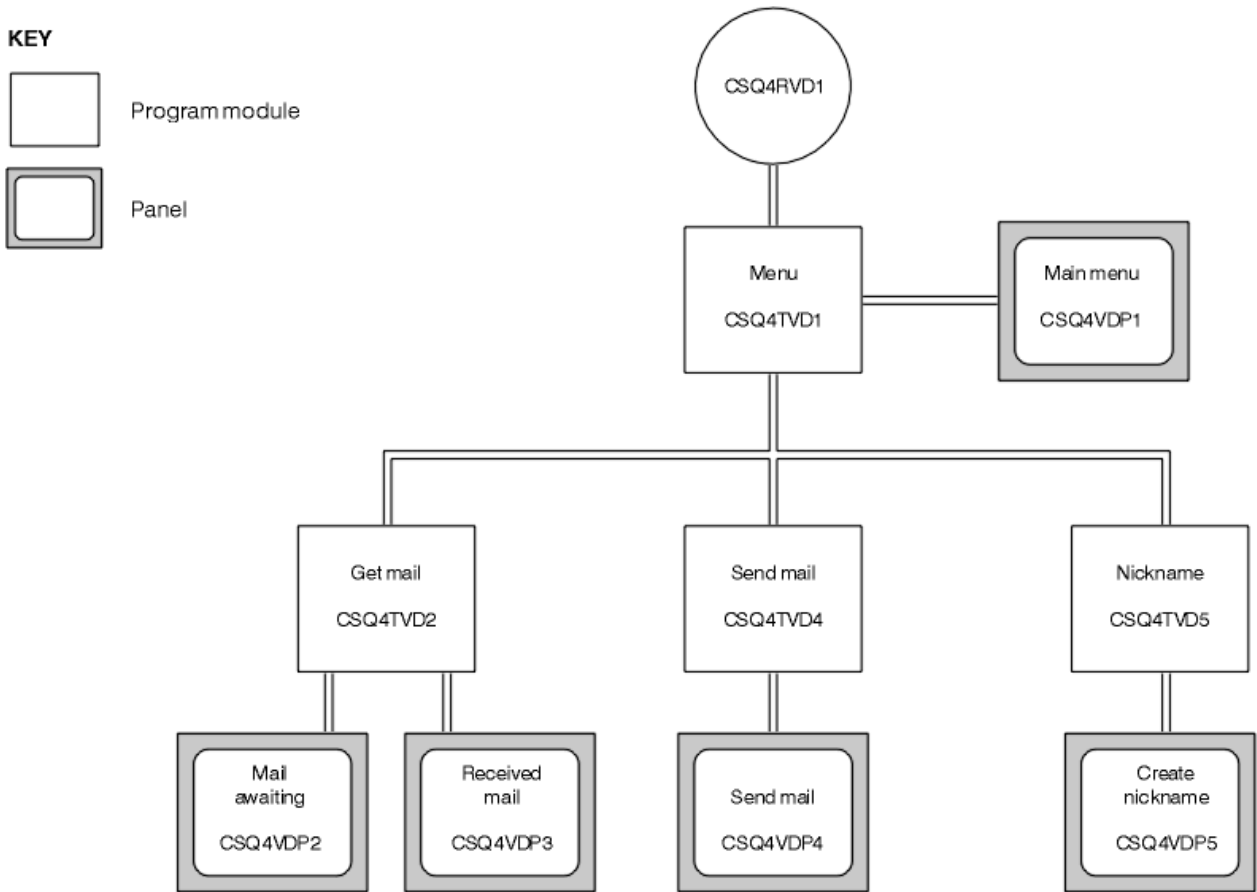 KEY
Program module
Panel
CSQ4RVD1
Menu
CSQ4TVD1
Main menu
CSQ4VDP1
Get mail
CSQ4TVD2
Send mail
CSQ4TVD4
Nickname
CSQ4TVD5
Mail
awaiting
CSQ4VDP2
Received
mail
CSQ4VDP3
Send mail
CSQ4VDP4
Create
nickname
CSQ4VDP5